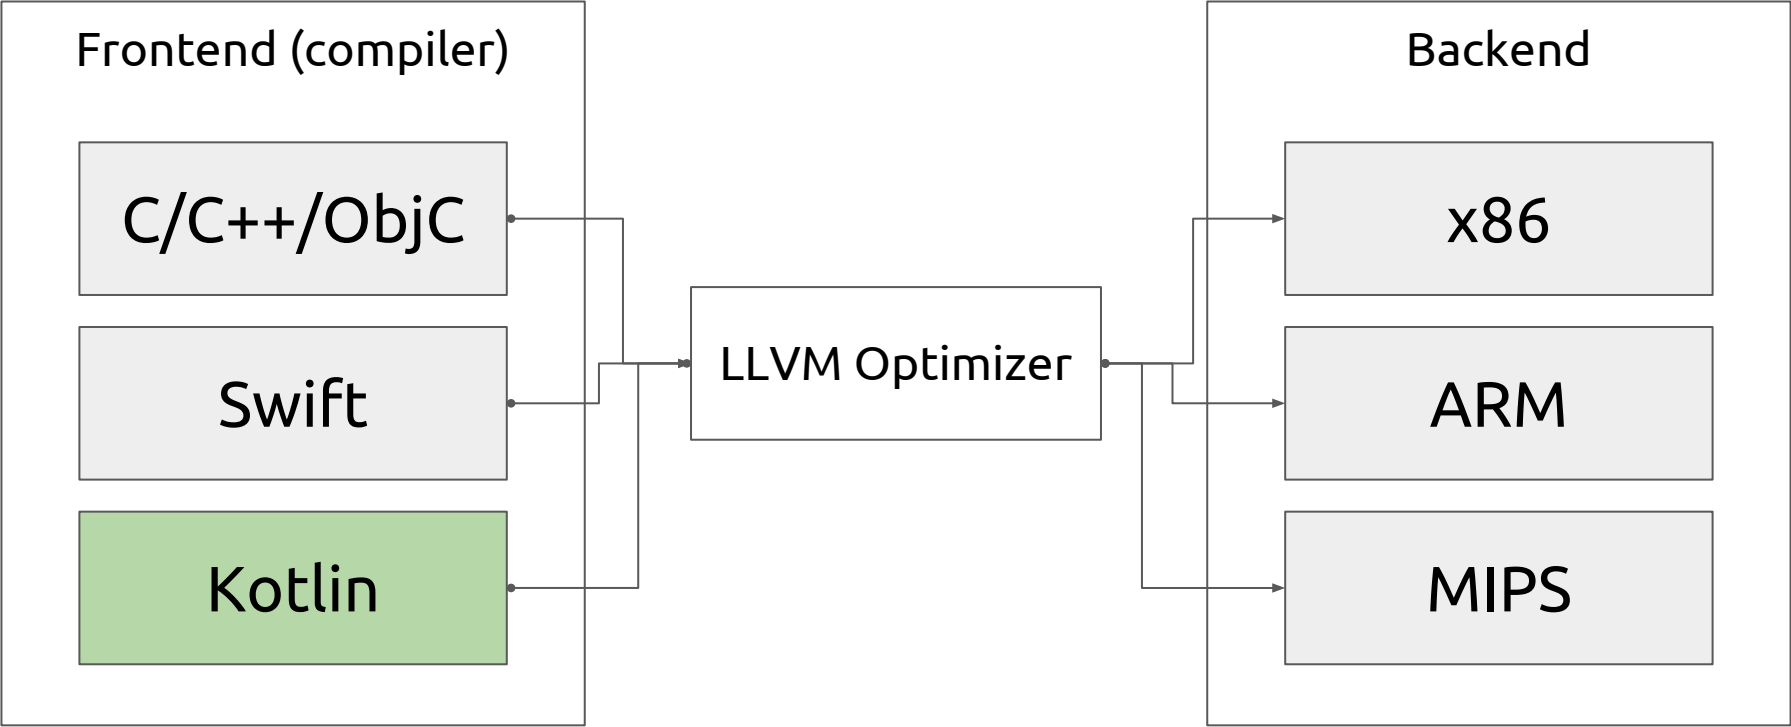 Frontend (compiler)
C/C++/ObjC
Swift
Kotlin
LLVM Optimizer
Backend
x86
ARM
MIPS